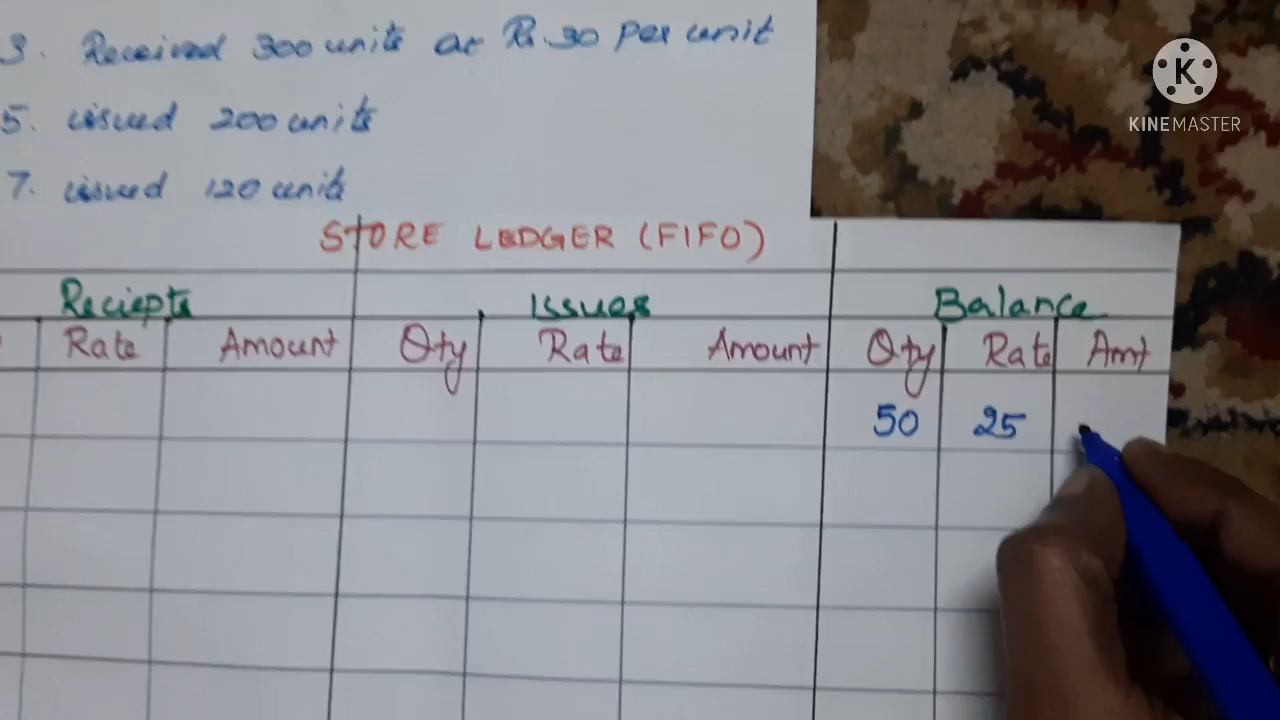 3. Received 300 units at Rs. 30 per unit
5. issued 200 units
7. issued 120 units
K
KINEMASTER
STORE LEDGER (FIFO)
Reciepts Issues Balance
Rate Amount Qty Rate Amount Qty Rate Amt
50 25